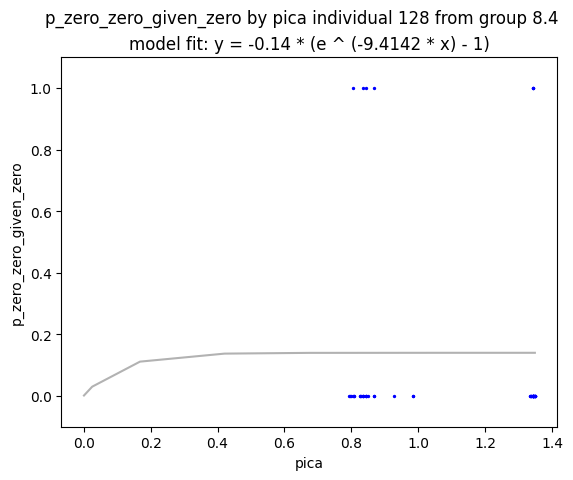 p_zero_zero_given_zero by pica individual 128 from group 8.4
model fit: y = -0.14 * (e ^ (-9.4142 * x) - 1)
1.0
0.8
0.6
0.4
0.2
0.0
p_zero_zero_given_zero
0.0 0.2 0.4 0.6 0.8 1.0 1.2 1.4
pica